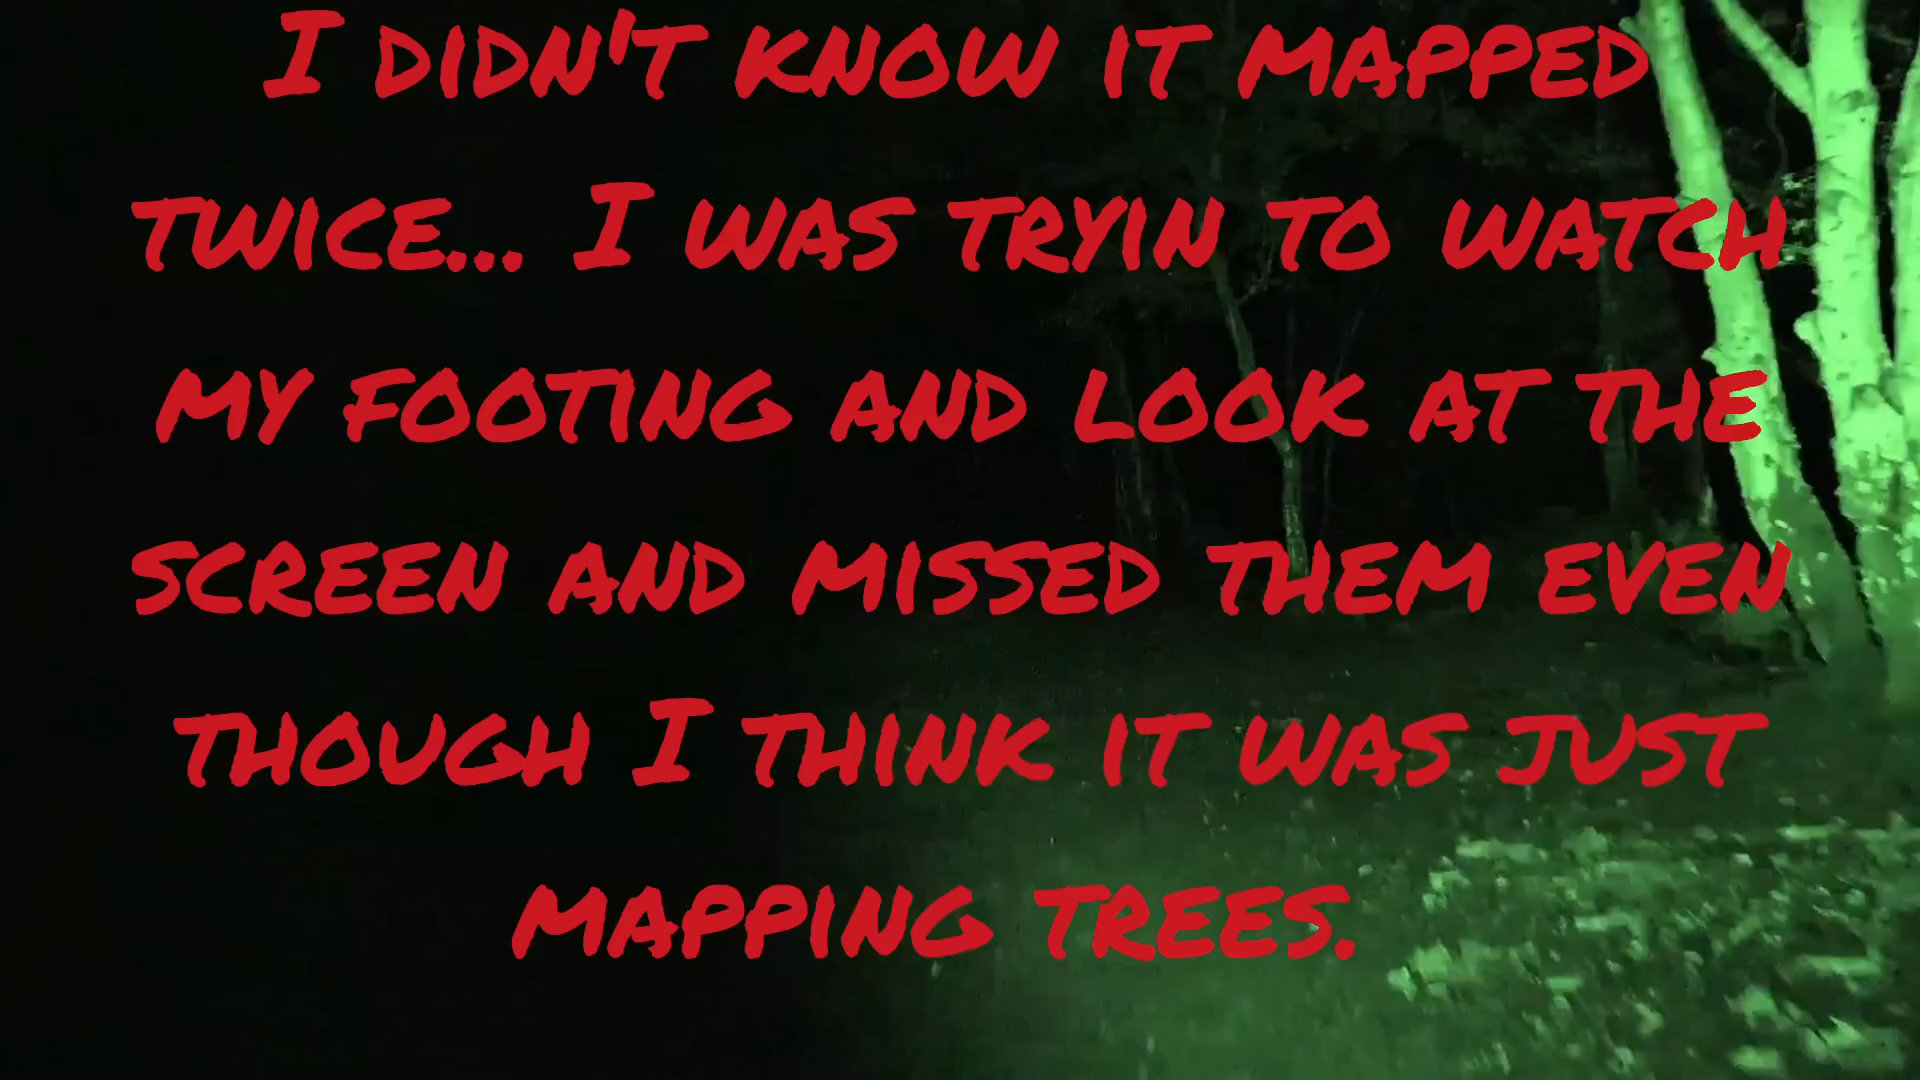 I didn't know it mapped
twice... I was tryin to watch
my footing and look at the
screen and missed them even
though I think it was just
mapping trees.